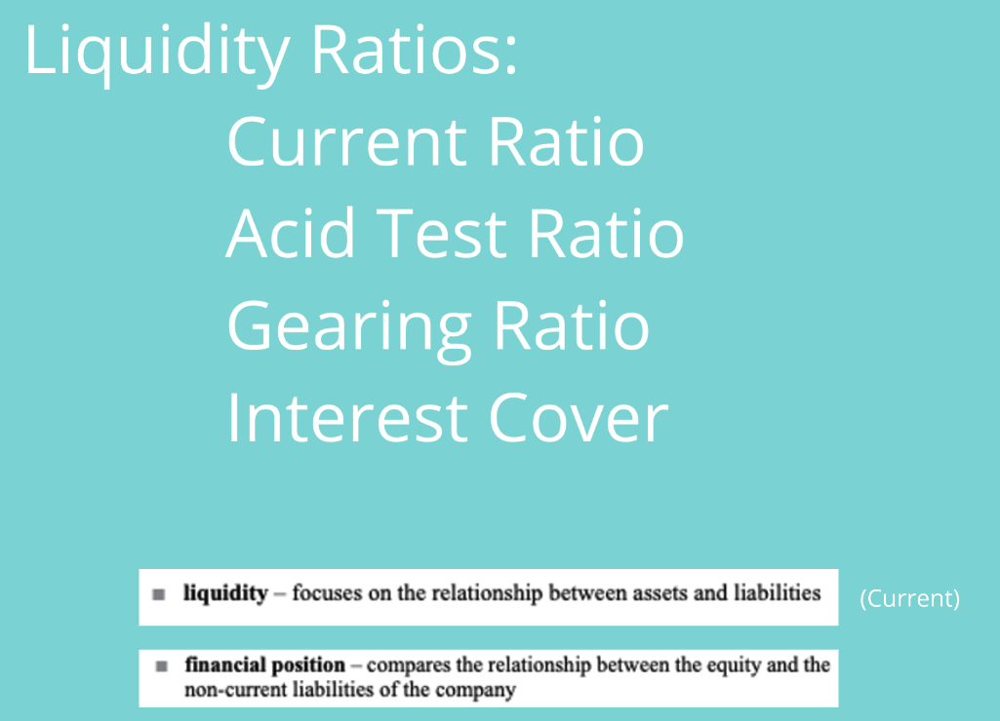 Liquidity Ratios:
Current Ratio
Acid Test Ratio
Gearing Ratio
Interest Cover
■ liquidity – focuses on the relationship between assets and liabilities (Current)
■ financial position – compares the relationship between the equity and the
non-current liabilities of the company